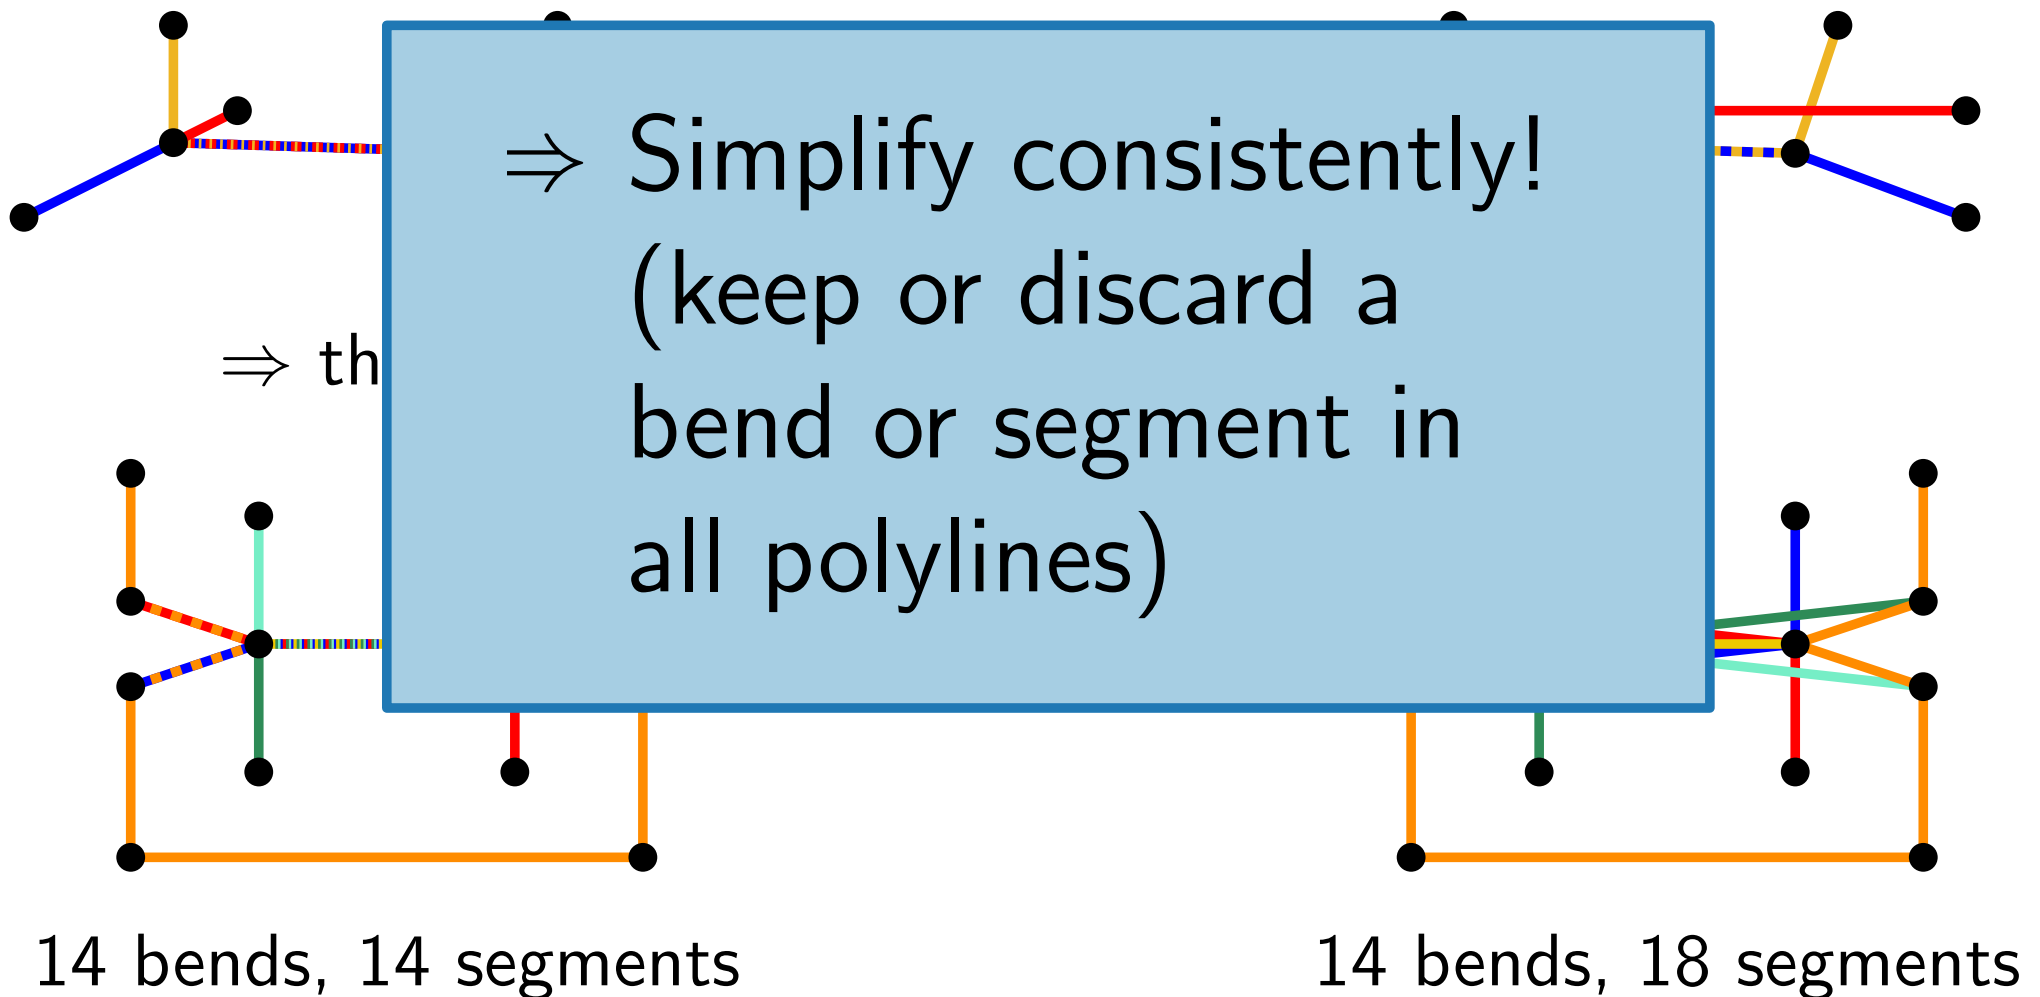 ⇒ Simplify consistently!
(keep or discard a
bend or segment in
all polylines)
⇒ th
14 bends, 14 segments
14 bends, 18 segments